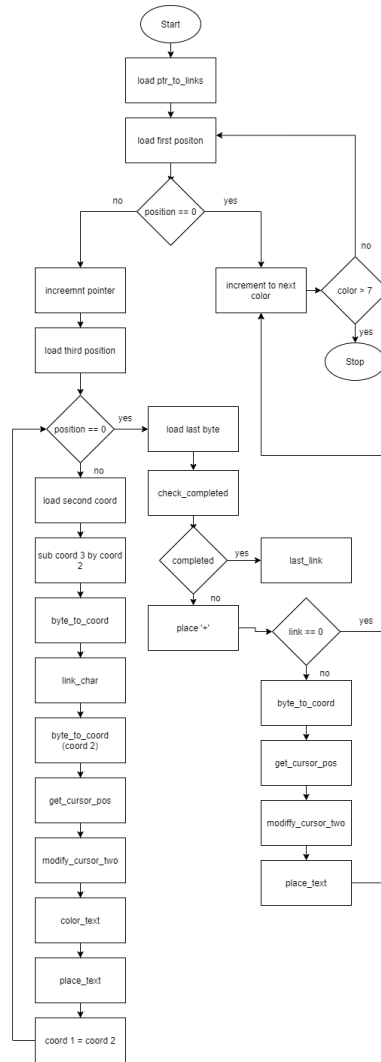 Start
load ptr_to_links
load first positon
no
position == 0
yes
no
increemnt pointer
increment to next
color
color > 7
yes
load third position
Stop
position == 0
yes
load last byte
no
load second coord
check_completed
sub coord 3 by coord
2
completed
yes
last_link
no
byte_to_coord
place '+'
link == 0
yes
no
link_char
byte_to_coord
byte_to_coord
(coord 2)
get_cursor_pos
get_cursor_pos
modiffy_cursor_two
modify_cursor_two
place_text
color_text
place_text
coord 1 = coord 2